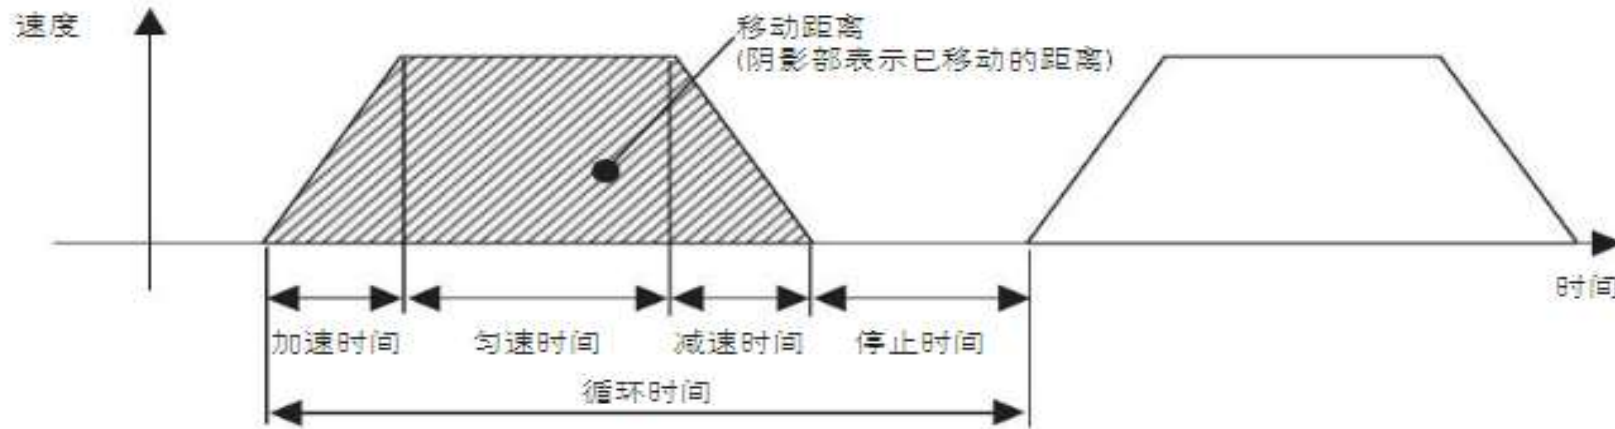 速度
移动距离
(阴影部表示已移动的距离)
时间
加速时间
匀速时间
减速时间
停止时间
循环时间